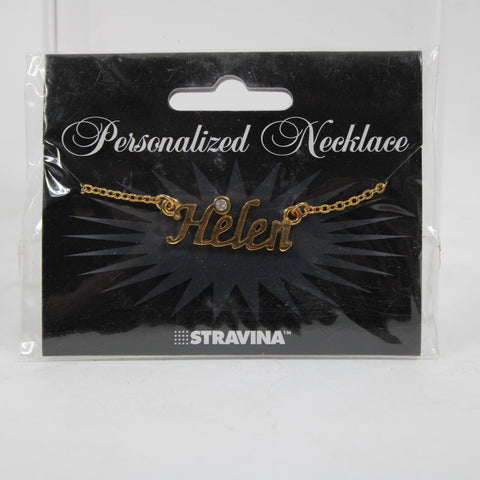 Personalized Necklace
Helen
STRAVINA™